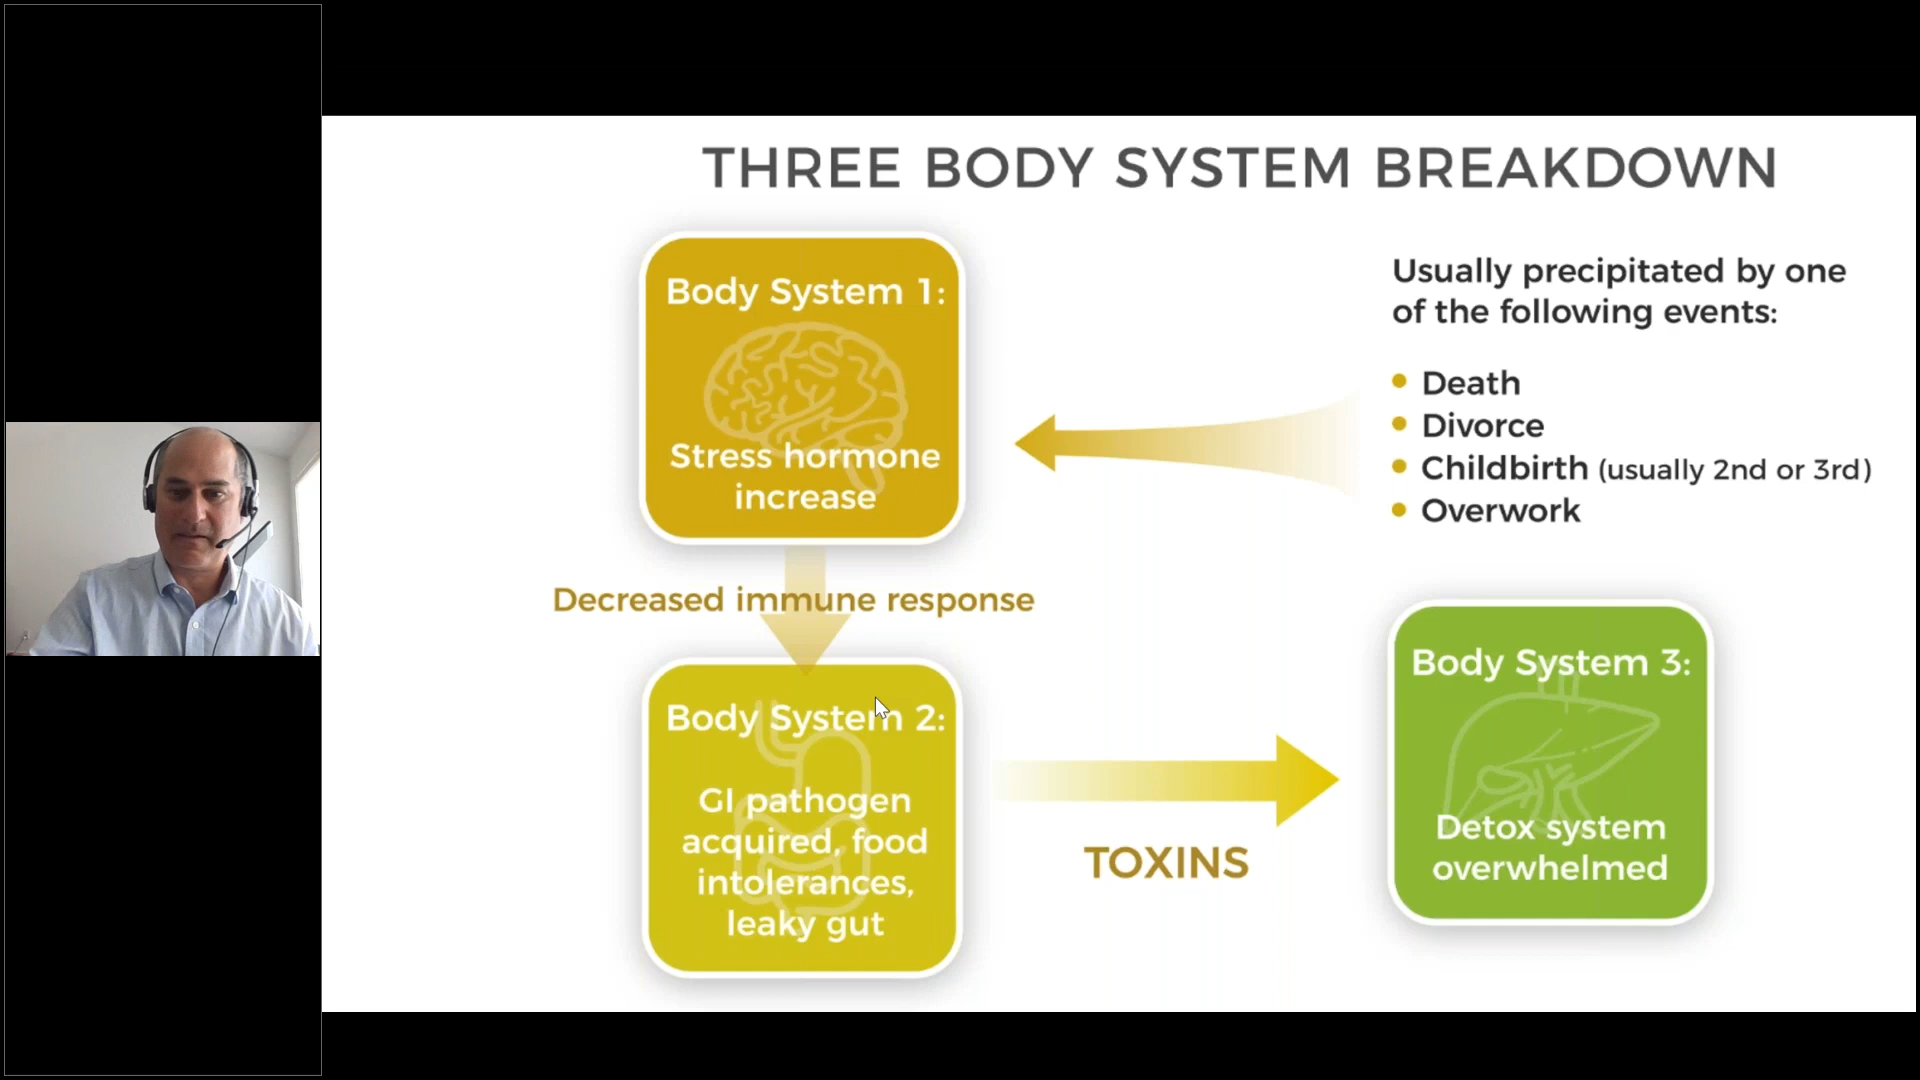 THREE BODY SYSTEM BREAKDOWN
Body System 1:
Stress hormone
increase
Usually precipitated by one
of the following events:
• Death
• Divorce
• Childbirth (usually 2nd or 3rd)
• Overwork
Decreased immune response
Body System 2:
GI pathogen
acquired, food
intolerances,
leaky gut
TOXINS
Body System 3:
Detox system
overwhelmed